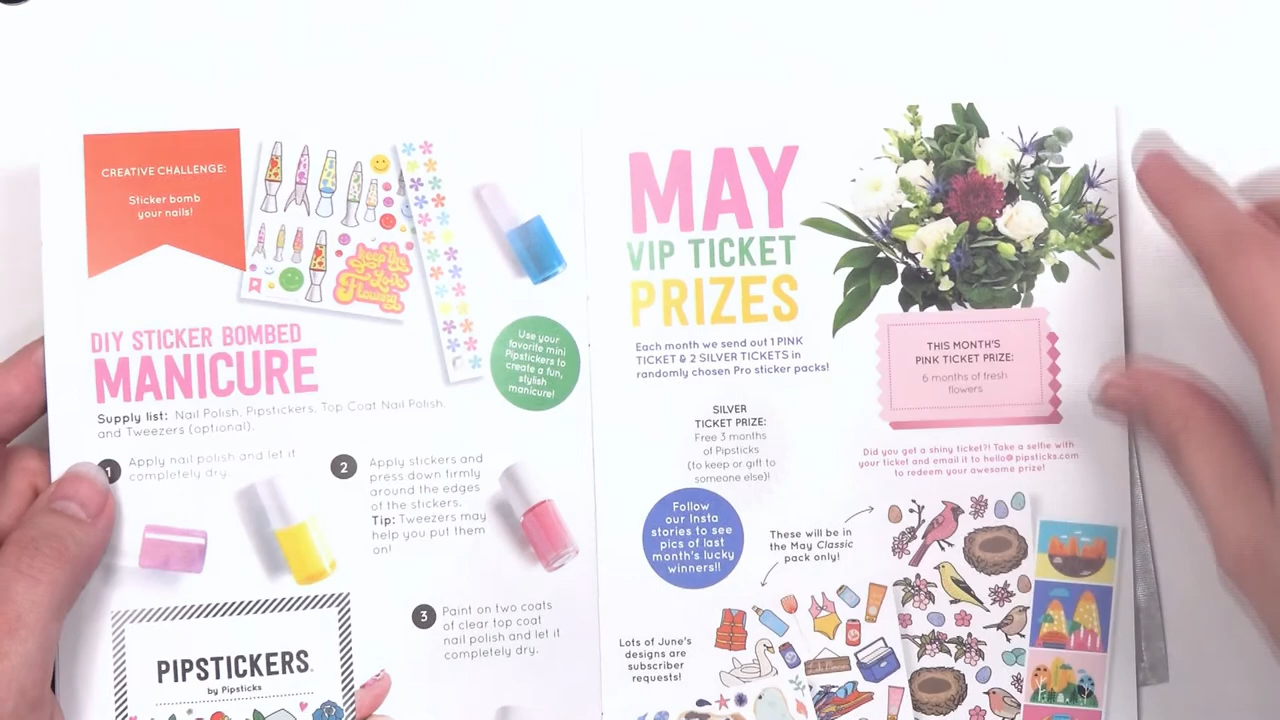 CREATIVE CHALLENGE:
Sticker bomb
your nails!
keep the
Love
Flowing
DIY STICKER BOMBED
MANICURE
Use your
favorite mini
Pipstickers to
create a fun,
stylish
manicure!
Supply list: Nail Polish, Pipstickers, Top Coat Nail Polish,
and Tweezers (optional).
1
Apply nail polish and let it
completely dry.
2
Apply stickers and
press down firmly
around the edges
of the stickers.
Tip: Tweezers may
help you put them
on!
3
Paint on two coats
of clear top coat
nail polish and let it
completely dry.
PIPSTICKERS
by Pipsticks
MAY
VIP TICKET
PRIZES
Each month we send out 1 PINK
TICKET & 2 SILVER TICKETS in
randomly chosen Pro sticker packs!
THIS MONTH'S
PINK TICKET PRIZE:
6 months of fresh
flowers
SILVER
TICKET PRIZE:
Free 3 months
of Pipsticks
(to keep or gift to
someone else)!
Did you get a shiny ticket?! Take a selfie with
your ticket and email it to hello@pipsticks.com
to redeem your awesome prize!
Follow
our Insta
stories to see
pics of last
month's lucky
winners!!
These will be in
the May Classic
pack only!
Lots of June's
designs are
subscriber
requests!